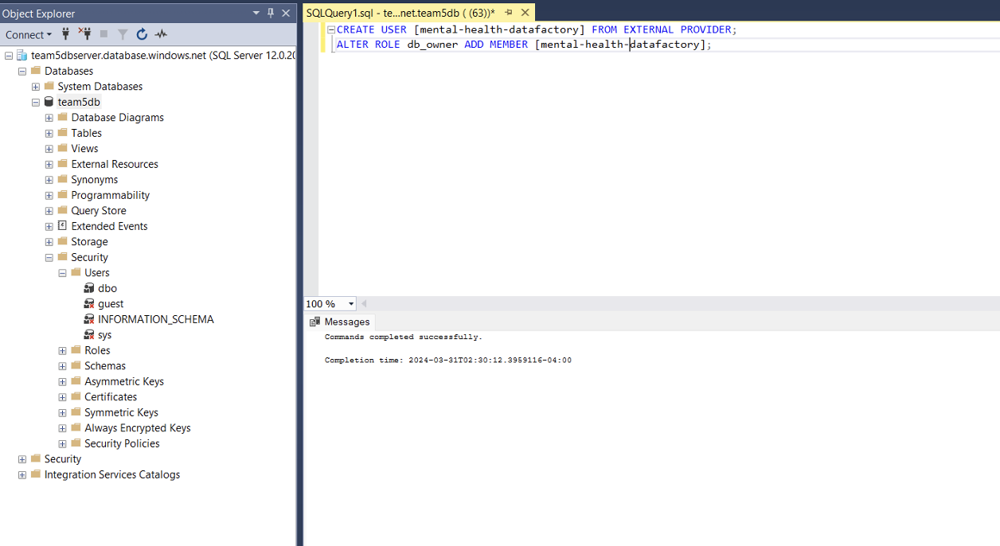 Object Explorer
Connect
team5dbserver.database.windows.net (SQL Server 12.0.20
Databases
System Databases
team5db
Database Diagrams
Tables
Views
External Resources
Synonyms
Programmability
Query Store
Extended Events
Storage
Security
Users
dbo
guest
INFORMATION_SCHEMA
sys
Roles
Schemas
Asymmetric Keys
Certificates
Symmetric Keys
Always Encrypted Keys
Security Policies
Security
Integration Services Catalogs
SQLQuery1.sql - te...net.team5db ( (63))*
CREATE USER [mental-health-datafactory] FROM EXTERNAL PROVIDER;
ALTER ROLE db_owner ADD MEMBER [mental-health-datafactory];
100 %
Messages
Commands completed successfully.
Completion time: 2024-03-31T02:30:12.3959116-04:00